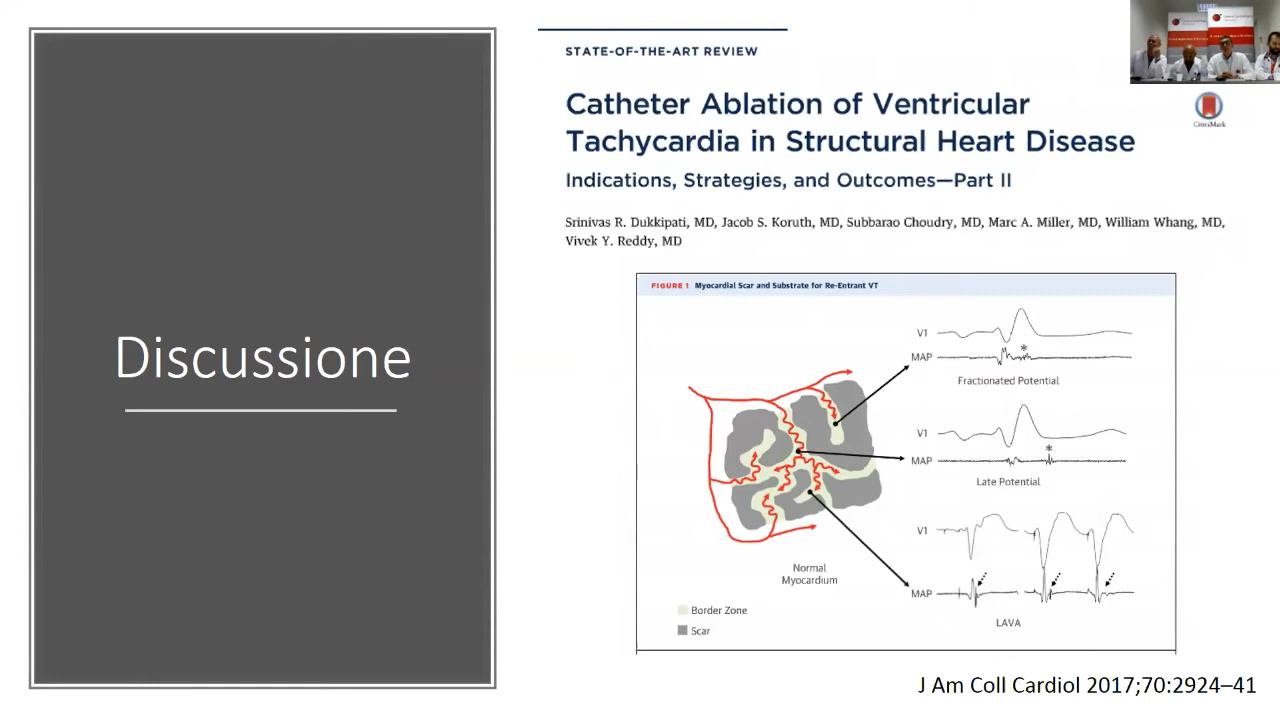 Discussione
STATE-OF-THE-ART REVIEW
Catheter Ablation of Ventricular
Tachycardia in Structural Heart Disease
Indications, Strategies, and Outcomes—Part II
Srinivas R. Dukkipati, MD, Jacob S. Koruth, MD, Subbarao Choudry, MD, Marc A. Miller, MD, William Whang, MD,
Vivek Y. Reddy, MD
CrossMark
FIGURE 1 Myocardial Scar and Substrate for Re-Entrant VT
V1
MAP
*
Fractionated Potential
V1
MAP
*
Late Potential
V1
MAP
LAVA
Normal
Myocardium
Border Zone
Scar
J Am Coll Cardiol 2017;70:2924–41